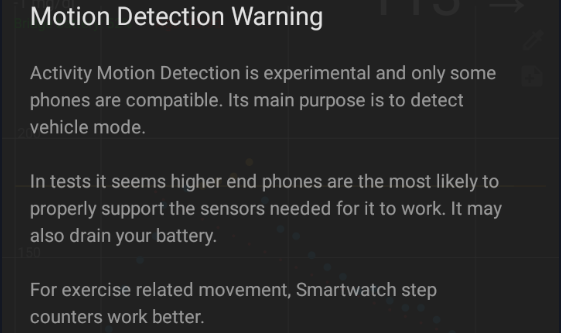 Motion Detection Warning
Activity Motion Detection is experimental and only some
phones are compatible. Its main purpose is to detect
vehicle mode.
In tests it seems higher end phones are the most likely to
properly support the sensors needed for it to work. It may
also drain your battery.
For exercise related movement, Smartwatch step
counters work better.